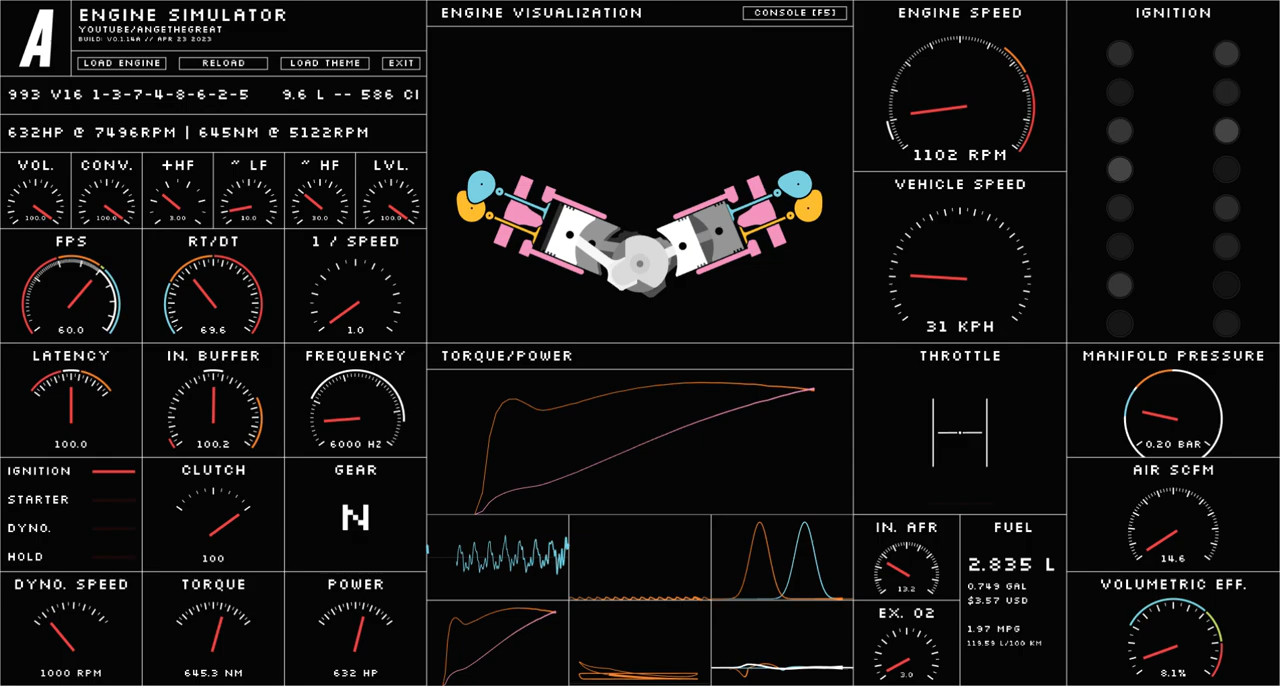 A
ENGINE SIMULATOR
YOUTUBE/ANGETHEGREAT
BUILD: V0.1.14A // APR 23 2023
LOAD ENGINE RELOAD LOAD THEME EXIT
993 V16 1-3-7-4-8-6-2-5 9.6 L -- 586 CI
632HP @ 7496RPM | 645NM @ 5122RPM
VOL. CONV. +HF ~ LF ~ HF LVL.
100.0 100.0 3.00 10.0 30.0 100.0
FPS RT/DT 1 / SPEED
60.0 69.6 1.0
LATENCY IN. BUFFER FREQUENCY
100.0 100.2 6000 HZ
IGNITION
STARTER
DYNO.
HOLD
CLUTCH
100
GEAR
N
DYNO. SPEED TORQUE POWER
1000 RPM 645.3 NM 632 HP
ENGINE VISUALIZATION CONSOLE [F5]
TORQUE/POWER
ENGINE SPEED
1102 RPM
VEHICLE SPEED
31 KPH
THROTTLE
IN. AFR
13.2
EX. O2
3.0
FUEL
2.835 L
0.749 GAL
$3.57 USD
1.97 MPG
119.59 L/100 KM
IGNITION
MANIFOLD PRESSURE
0.20 BAR
AIR SCFM
14.6
VOLUMETRIC EFF.
8.1%